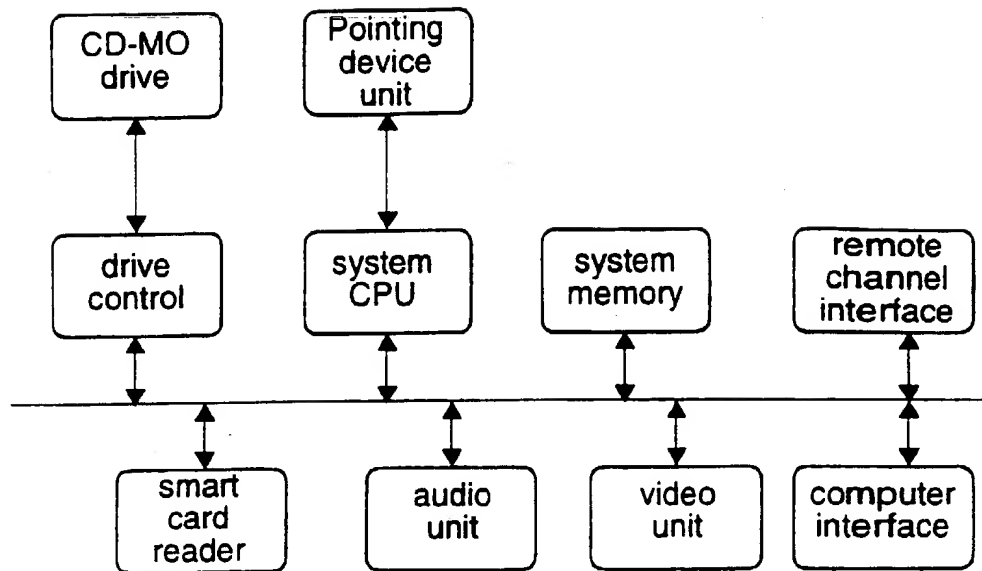 CD-MO
drive
Pointing
device
unit
drive
control
system
CPU
system
memory
remote
channel
interface
smart
card
reader
audio
unit
video
unit
computer
interface